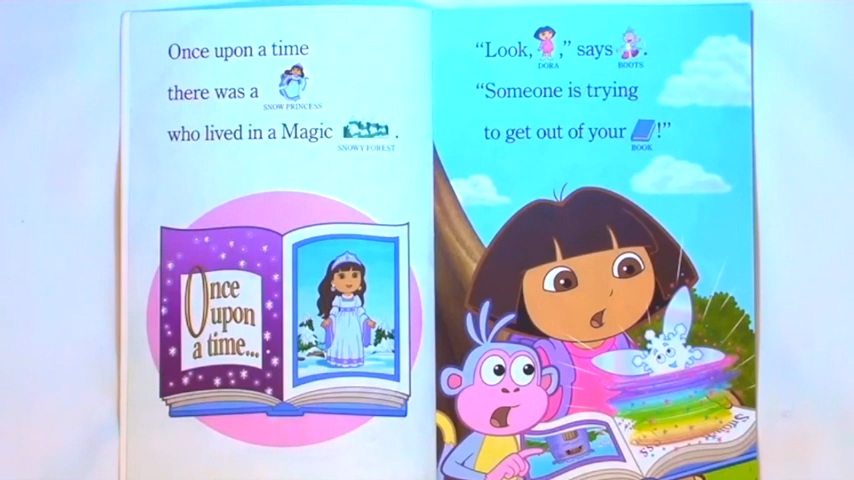 Once upon a time
there was a
SNOW PRINCESS
who lived in a Magic .
SNOWY FOREST
Once
upon
a time...
“Look, ,” says .
DORA BOOTS
“Someone is trying
to get out of your !”
BOOK